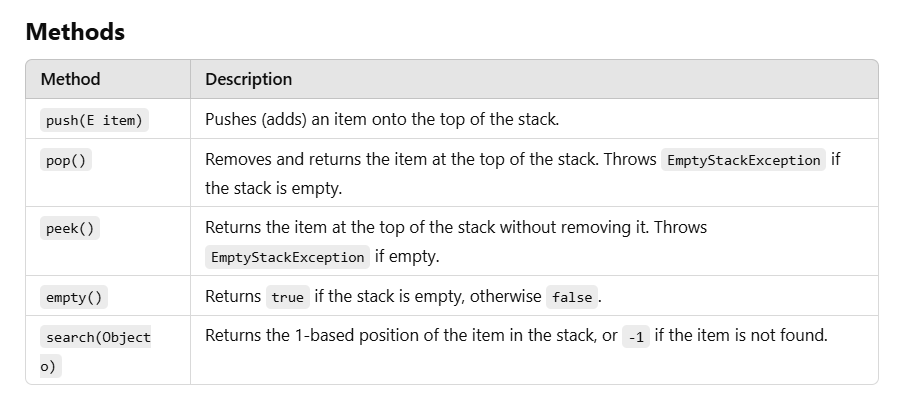 Methods
Method Description
push(E item) Pushes (adds) an item onto the top of the stack.
pop() Removes and returns the item at the top of the stack. Throws EmptyStackException if
the stack is empty.
peek() Returns the item at the top of the stack without removing it. Throws
EmptyStackException if empty.
empty() Returns true if the stack is empty, otherwise false.
search(Object Returns the 1-based position of the item in the stack, or -1 if the item is not found.
o)